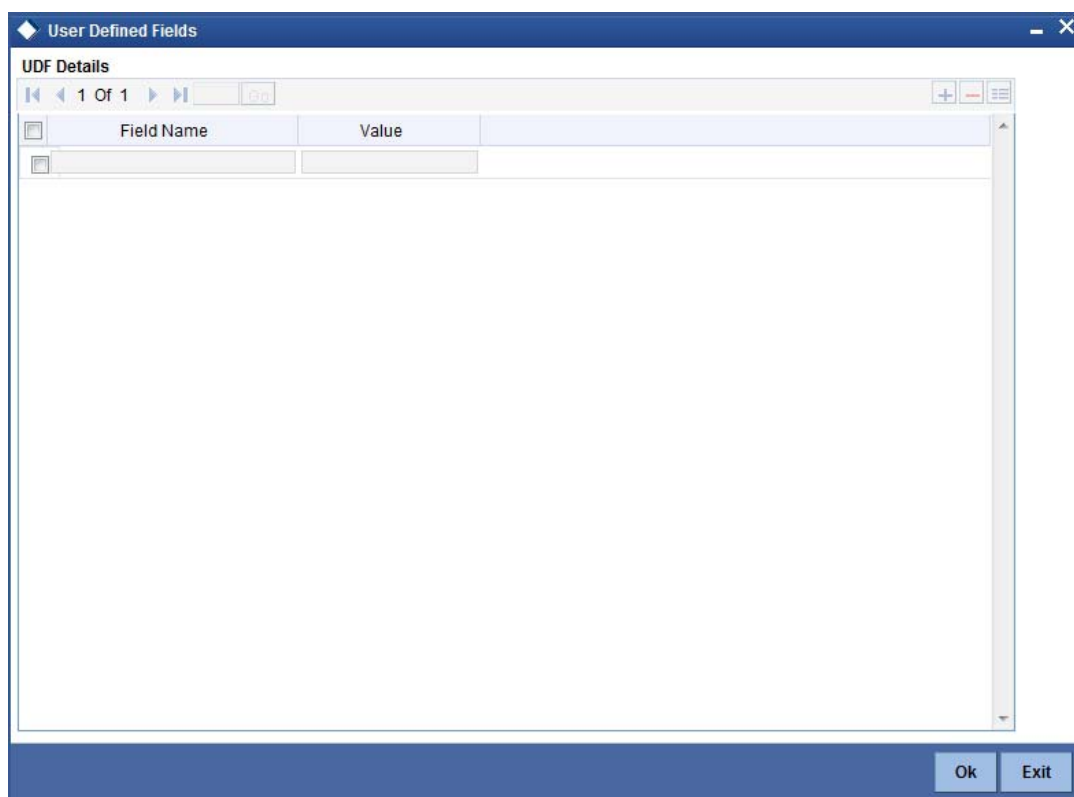 User Defined Fields
UDF Details
1 Of 1 Go
Field Name Value
Ok Exit